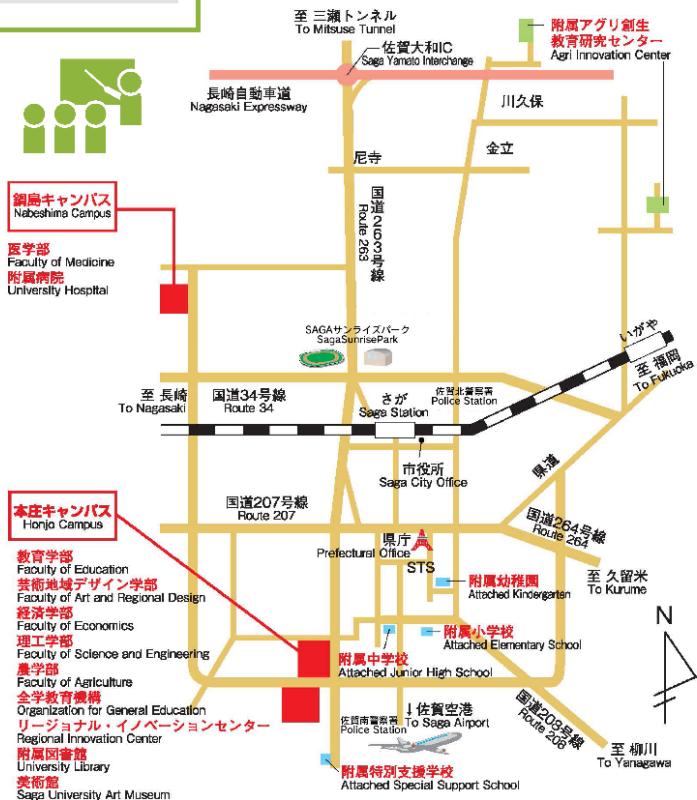 至 三瀬トンネル
To Mitsuse Tunnel
佐賀大和IC
Saga Yamato Interchange
附属アグリ創生
教育研究センター
Agri Innovation Center
長崎自動車道
Nagasaki Expressway
川久保
金立
尼寺
国道263号線
Route 263
鍋島キャンパス
Nabeshima Campus
医学部
Faculty of Medicine
附属病院
University Hospital
SAGAサンライズパーク
SagaSunrisePark
いがや
至 福岡
To Fukuoka
至 長崎
To Nagasaki
国道34号線
Route 34
さが
Saga Station
佐賀北警察署
Police Station
市役所
Saga City Office
県道
本庄キャンパス
Honjo Campus
国道207号線
Route 207
県庁
Prefectural Office
STS
国道264号線
Route 264
至 久留米
To Kurume
教育学部
Faculty of Education
芸術地域デザイン学部
Faculty of Art and Regional Design
経済学部
Faculty of Economics
理工学部
Faculty of Science and Engineering
農学部
Faculty of Agriculture
全学教育機構
Organization for General Education
リージョナル・イノベーションセンター
Regional Innovation Center
附属図書館
University Library
美術館
Saga University Art Museum
附属幼稚園
Attached Kindergarten
附属小学校
Attached Elementary School
附属中学校
Attached Junior High School
N
佐賀南警察署
Police Station
↓佐賀空港
To Saga Airport
国道208号線
Route 208
至 柳川
To Yanagawa
附属特別支援学校
Attached Special Support School